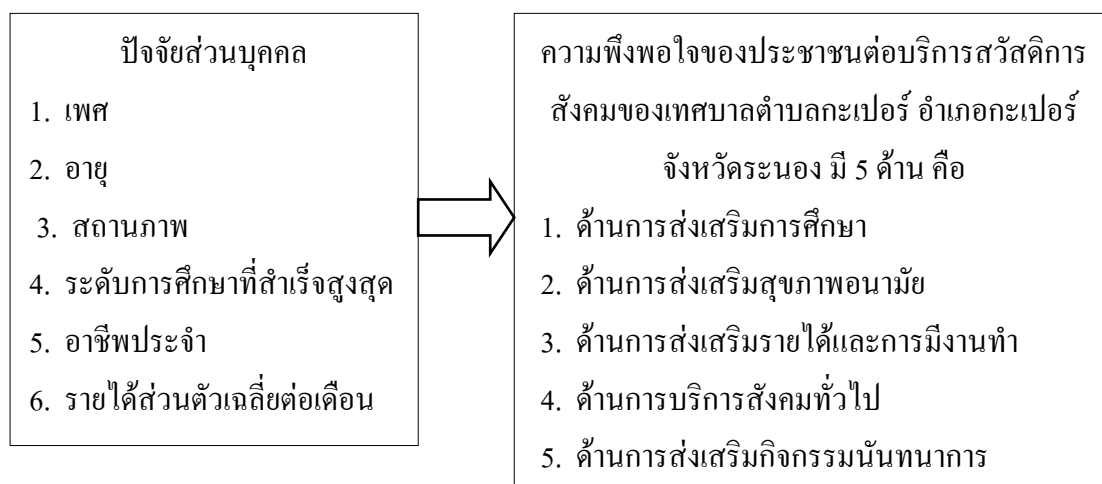 ปัจจัยส่วนบุคคล
1. เพศ
2. อายุ
3. สถานภาพ
4. ระดับการศึกษาที่สำเร็จสูงสุด
5. อาชีพประจำ
6. รายได้ส่วนตัวเฉลี่ยต่อเดือน
ความพึงพอใจของประชาชนต่อบริการสวัสดิการ
สังคมของเทศบาลตำบลกะเปอร์ อำเภอกะเปอร์
จังหวัดระนอง มี 5 ด้าน คือ
1. ด้านการส่งเสริมการศึกษา
2. ด้านการส่งเสริมสุขภาพอนามัย
3. ด้านการส่งเสริมรายได้และการมีงานทำ
4. ด้านการบริการสังคมทั่วไป
5. ด้านการส่งเสริมกิจกรรมนันทนาการ